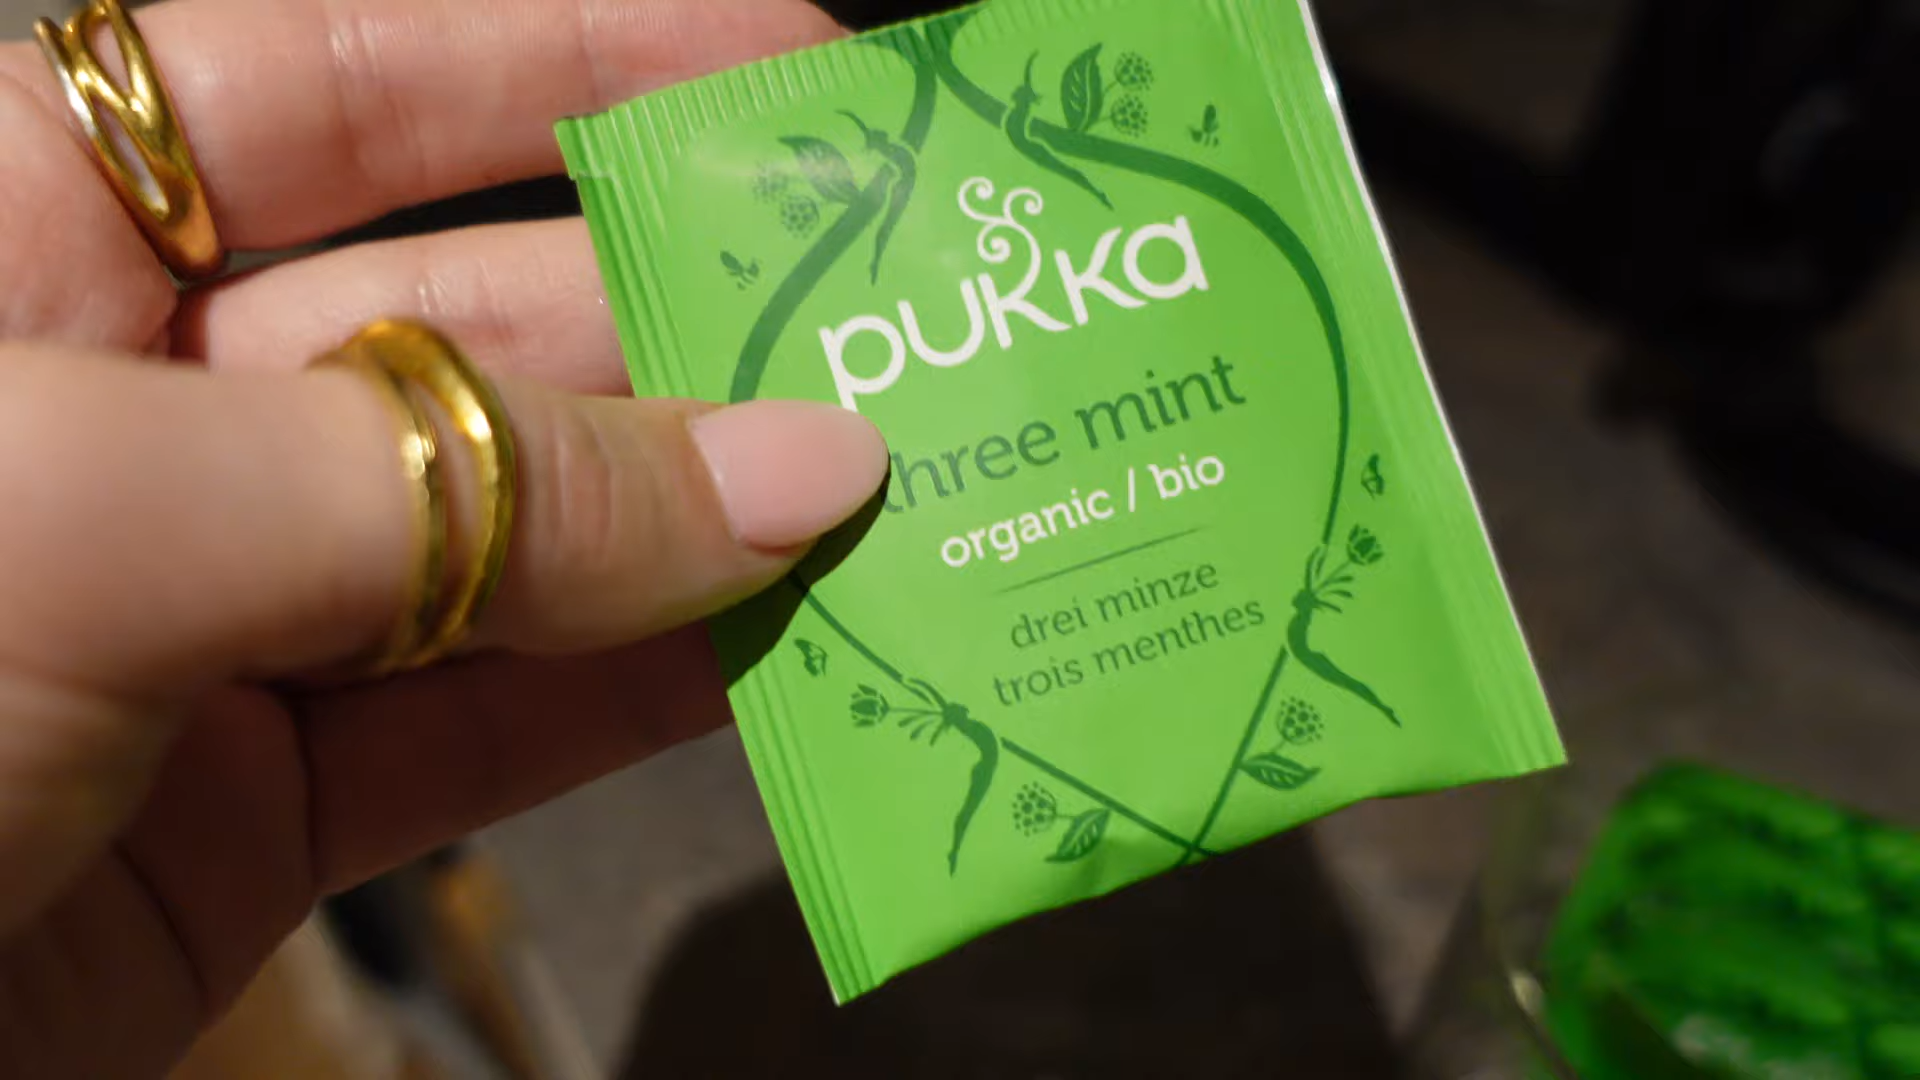 pukka
three mint
organic / bio
drei minze
trois menthes